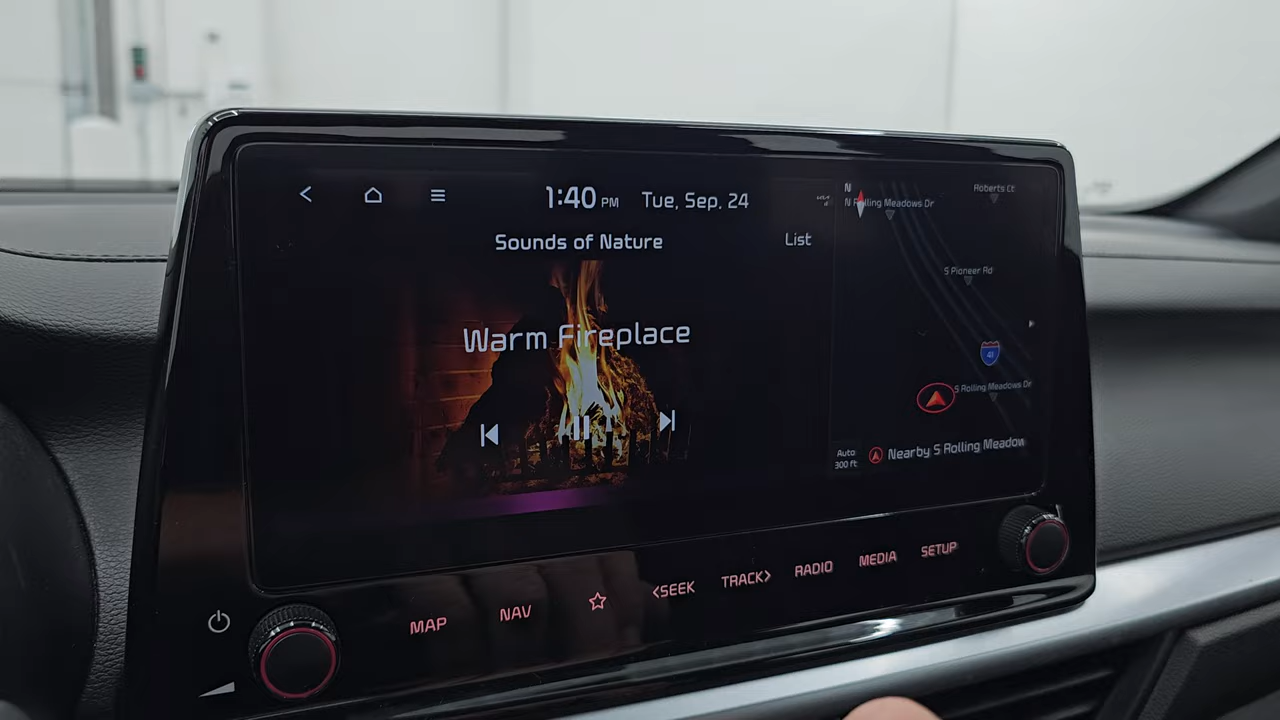 1:40 PM Tue, Sep, 24
Sounds of Nature
List
Warm Fireplace
N
N Rolling Meadows Dr
Roberts Ct
S Pioneer Rd
41
S Rolling Meadows Dr
Auto
300 ft
Nearby S Rolling Meadow
MAP
NAV
<SEEK
TRACK>
RADIO
MEDIA
SETUP